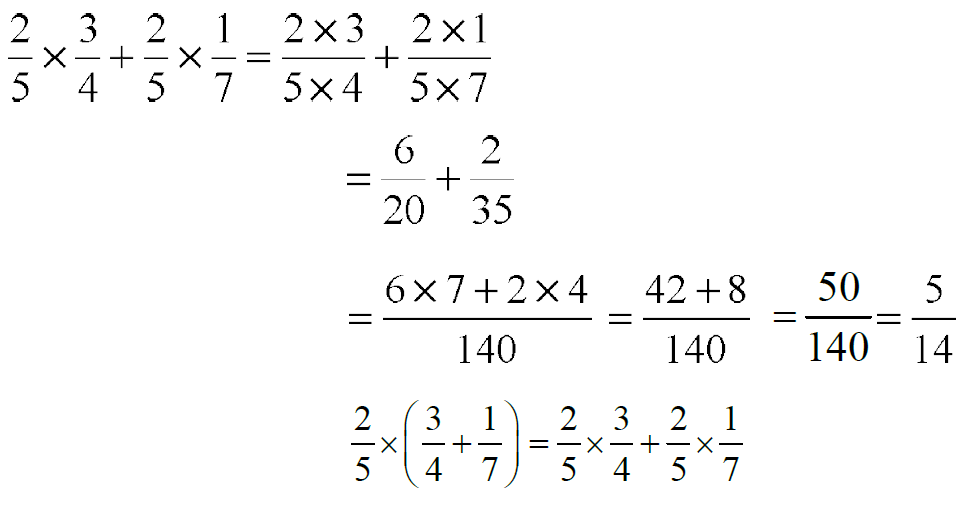 2/5 × 3/4 + 2/5 × 1/7 = (2 × 3)/(5 × 4) + (2 × 1)/(5 × 7)
= 6/20 + 2/35
= (6 × 7 + 2 × 4)/140 = (42 + 8)/140 = 50/140 = 5/14
2/5 × (3/4 + 1/7) = 2/5 × 3/4 + 2/5 × 1/7